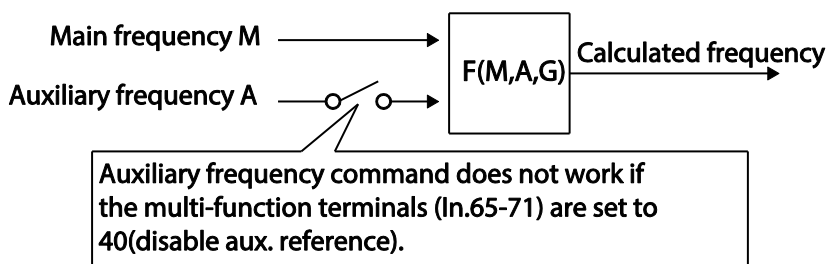 Main frequency M
Auxiliary frequency A
F(M,A,G)
Calculated frequency
Auxiliary frequency command does not work if
the multi-function terminals (In.65-71) are set to
40(disable aux. reference).